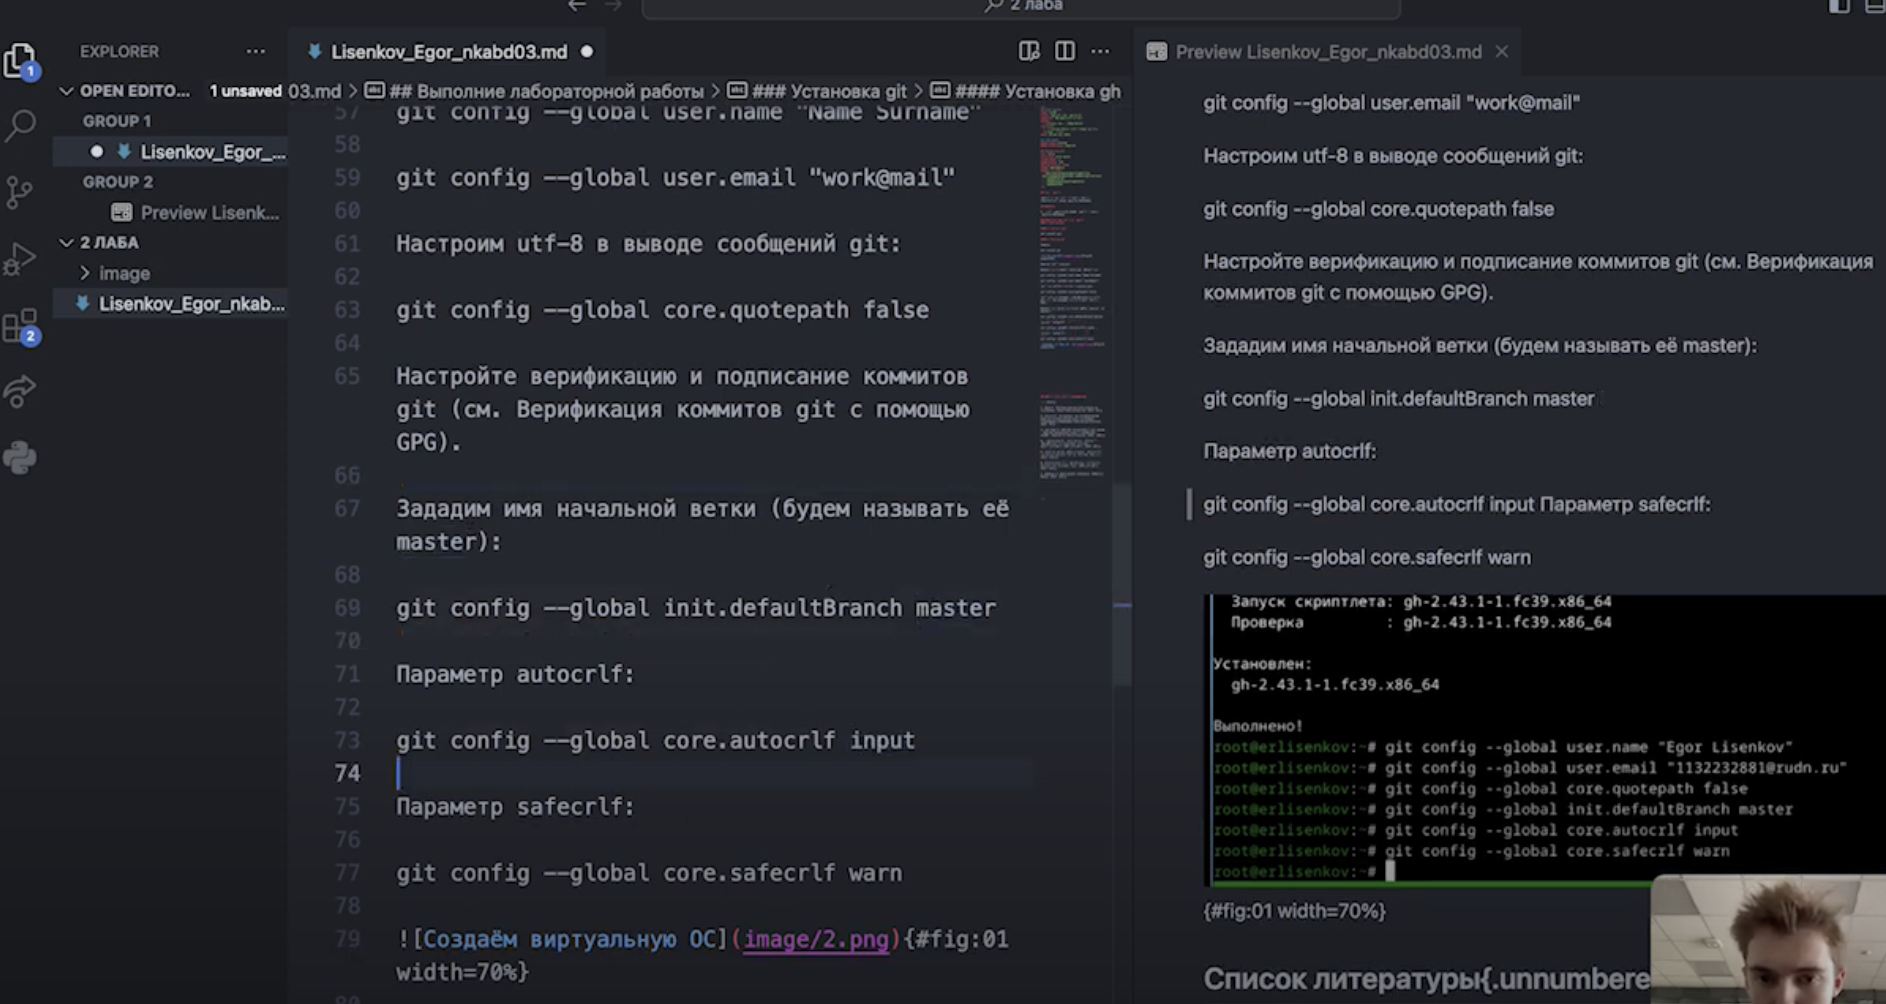 2 лаба
EXPLORER
OPEN EDITO...
1 unsaved
GROUP 1
Lisenkov_Egor_...
GROUP 2
Preview Lisenk...
2 ЛАБА
image
Lisenkov_Egor_nkab...
1
2
Lisenkov_Egor_nkabd03.md
03.md > ## Выполние лабораторной работы > ### Установка git > #### Установка gh
57 git config --global user.name "Name Surname"
58
59 git config --global user.email "work@mail"
60
61 Настроим utf-8 в выводе сообщений git:
62
63 git config --global core.quotepath false
64
65 Настройте верификацию и подписание коммитов
git (см. Верификация коммитов git с помощью
GPG).
66
67 Зададим имя начальной ветки (будем называть её
master):
68
69 git config --global init.defaultBranch master
70
71 Параметр autocrlf:
72
73 git config --global core.autocrlf input
74
75 Параметр safecrlf:
76
77 git config --global core.safecrlf warn
78
79 ![Создаём виртуальную ОС](image/2.png){#fig:01
width=70%}
80
Preview Lisenkov_Egor_nkabd03.md
git config --global user.email "work@mail"
Настроим utf-8 в выводе сообщений git:
git config --global core.quotepath false
Настройте верификацию и подписание коммитов git (см. Верификация
коммитов git с помощью GPG).
Зададим имя начальной ветки (будем называть её master):
git config --global init.defaultBranch master
Параметр autocrlf:
git config --global core.autocrlf input Параметр safecrlf:
git config --global core.safecrlf warn
Запуск скриптлета: gh-2.43.1-1.fc39.x86_64
Проверка : gh-2.43.1-1.fc39.x86_64
Установлен:
gh-2.43.1-1.fc39.x86_64
Выполнено!
root@erlisenkov:~# git config --global user.name "Egor Lisenkov"
root@erlisenkov:~# git config --global user.email "1132232881@rudn.ru"
root@erlisenkov:~# git config --global core.quotepath false
root@erlisenkov:~# git config --global init.defaultBranch master
root@erlisenkov:~# git config --global core.autocrlf input
root@erlisenkov:~# git config --global core.safecrlf warn
root@erlisenkov:~#
{#fig:01 width=70%}
Список литературы{.unnumbere